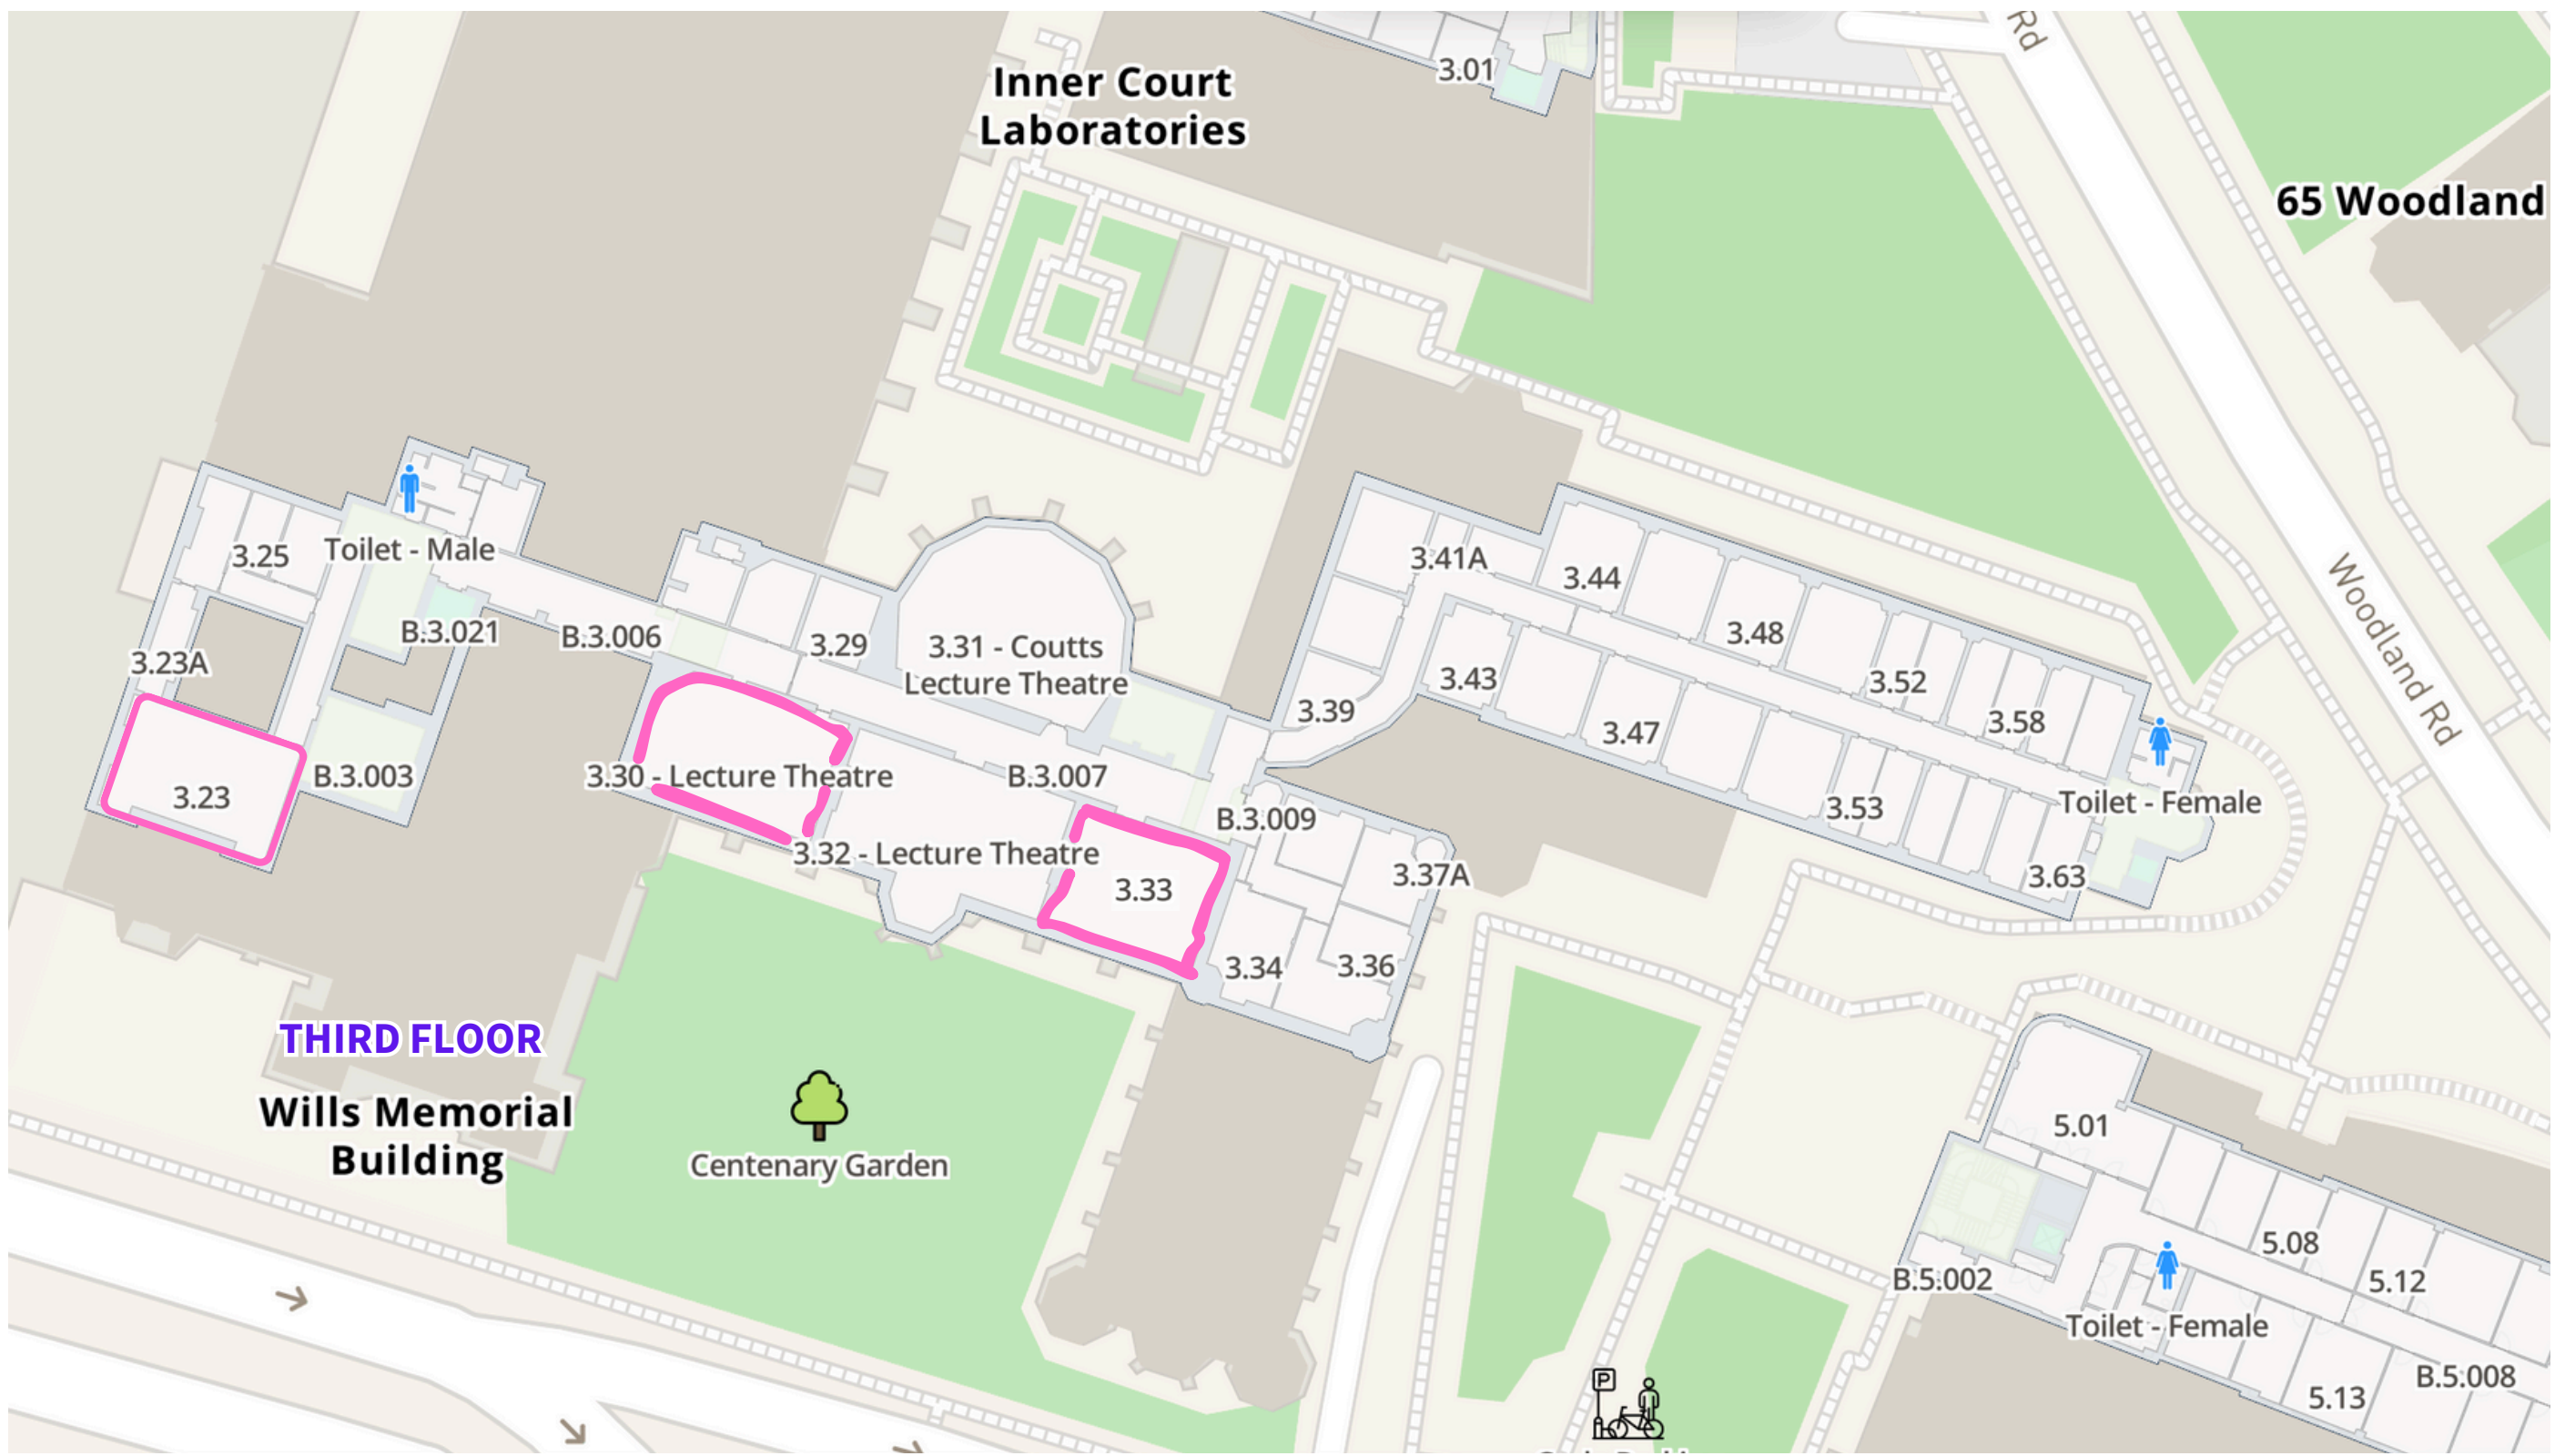 Rd
3.01
Inner Court
Laboratories
65 Woodland
Woodland Rd
3.25
Toilet - Male
B.3.021
B.3.006
3.23A
3.23
B.3.003
3.29
3.31 - Coutts
Lecture Theatre
3.30 - Lecture Theatre
B.3.007
3.32 - Lecture Theatre
3.33
B.3.009
3.37A
3.34
3.36
3.39
3.41A
3.44
3.43
3.48
3.47
3.52
3.58
3.53
3.63
Toilet - Female
THIRD FLOOR
Wills Memorial
Building
Centenary Garden
5.01
5.08
5.12
B.5.002
Toilet - Female
B.5.008
5.13
P